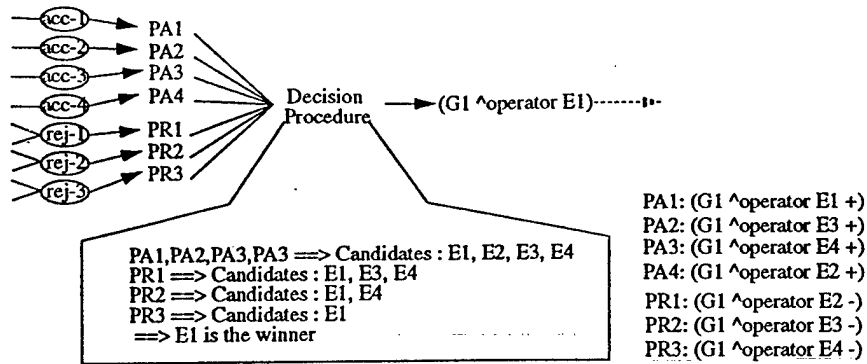 acc-1
PA1
acc-2
PA2
acc-3
PA3
acc-4
PA4
rej-1
PR1
rej-2
PR2
rej-3
PR3
Decision
Procedure
(G1 ^operator E1)
PA1,PA2,PA3,PA3 ==> Candidates : E1, E2, E3, E4
PR1 ==> Candidates : E1, E3, E4
PR2 ==> Candidates : E1, E4
PR3 ==> Candidates : E1
==> E1 is the winner
PA1: (G1 ^operator E1 +)
PA2: (G1 ^operator E3 +)
PA3: (G1 ^operator E4 +)
PA4: (G1 ^operator E2 +)
PR1: (G1 ^operator E2 -)
PR2: (G1 ^operator E3 -)
PR3: (G1 ^operator E4 -)